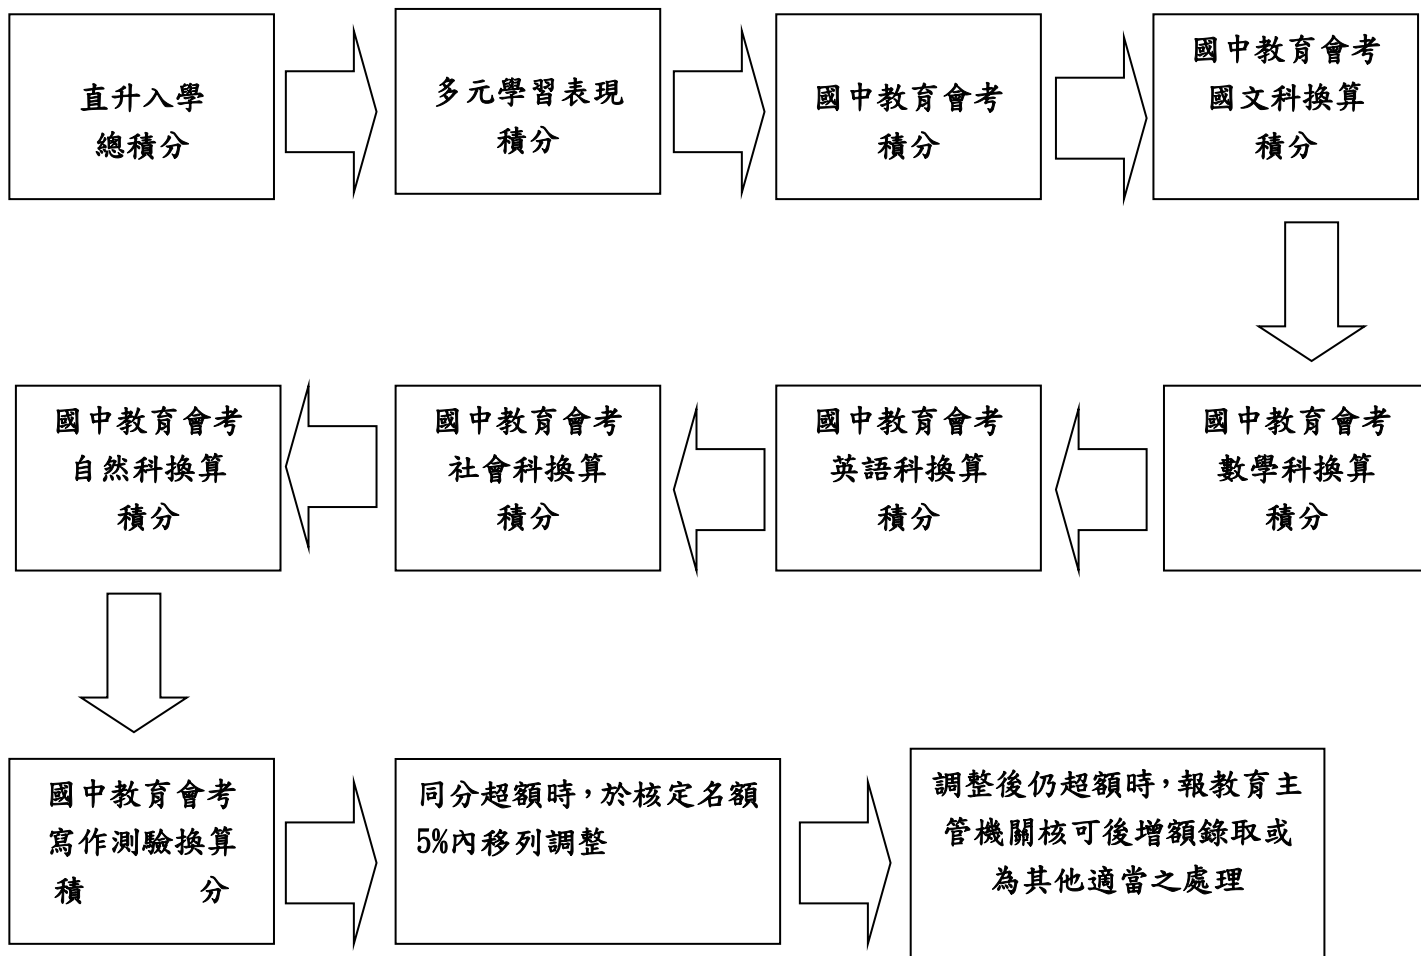 直升入學
總積分
多元學習表現
積分
國中教育會考
積分
國中教育會考
國文科換算
積分
國中教育會考
數學科換算
積分
國中教育會考
英語科換算
積分
國中教育會考
社會科換算
積分
國中教育會考
自然科換算
積分
國中教育會考
寫作測驗換算
積 分
同分超額時，於核定名額
5%內移列調整
調整後仍超額時，報教育主
管機關核可後增額錄取或
為其他適當之處理